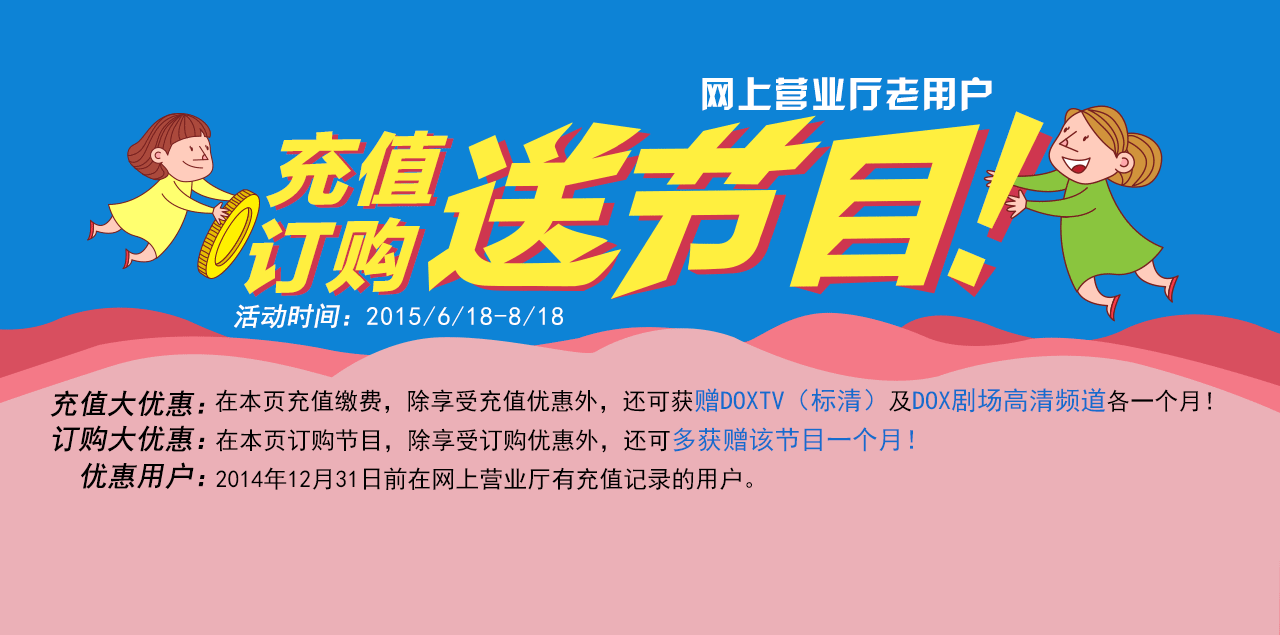 网上营业厅老用户
充值
订购
送节目!
活动时间：2015/6/18-8/18
充值大优惠：在本页充值缴费，除享受充值优惠外，还可获赠DOXTV（标清）及DOX剧场高清频道各一个月！
订购大优惠：在本页订购节目，除享受订购优惠外，还可多获赠该节目一个月！
优惠用户：2014年12月31日前在网上营业厅有充值记录的用户。